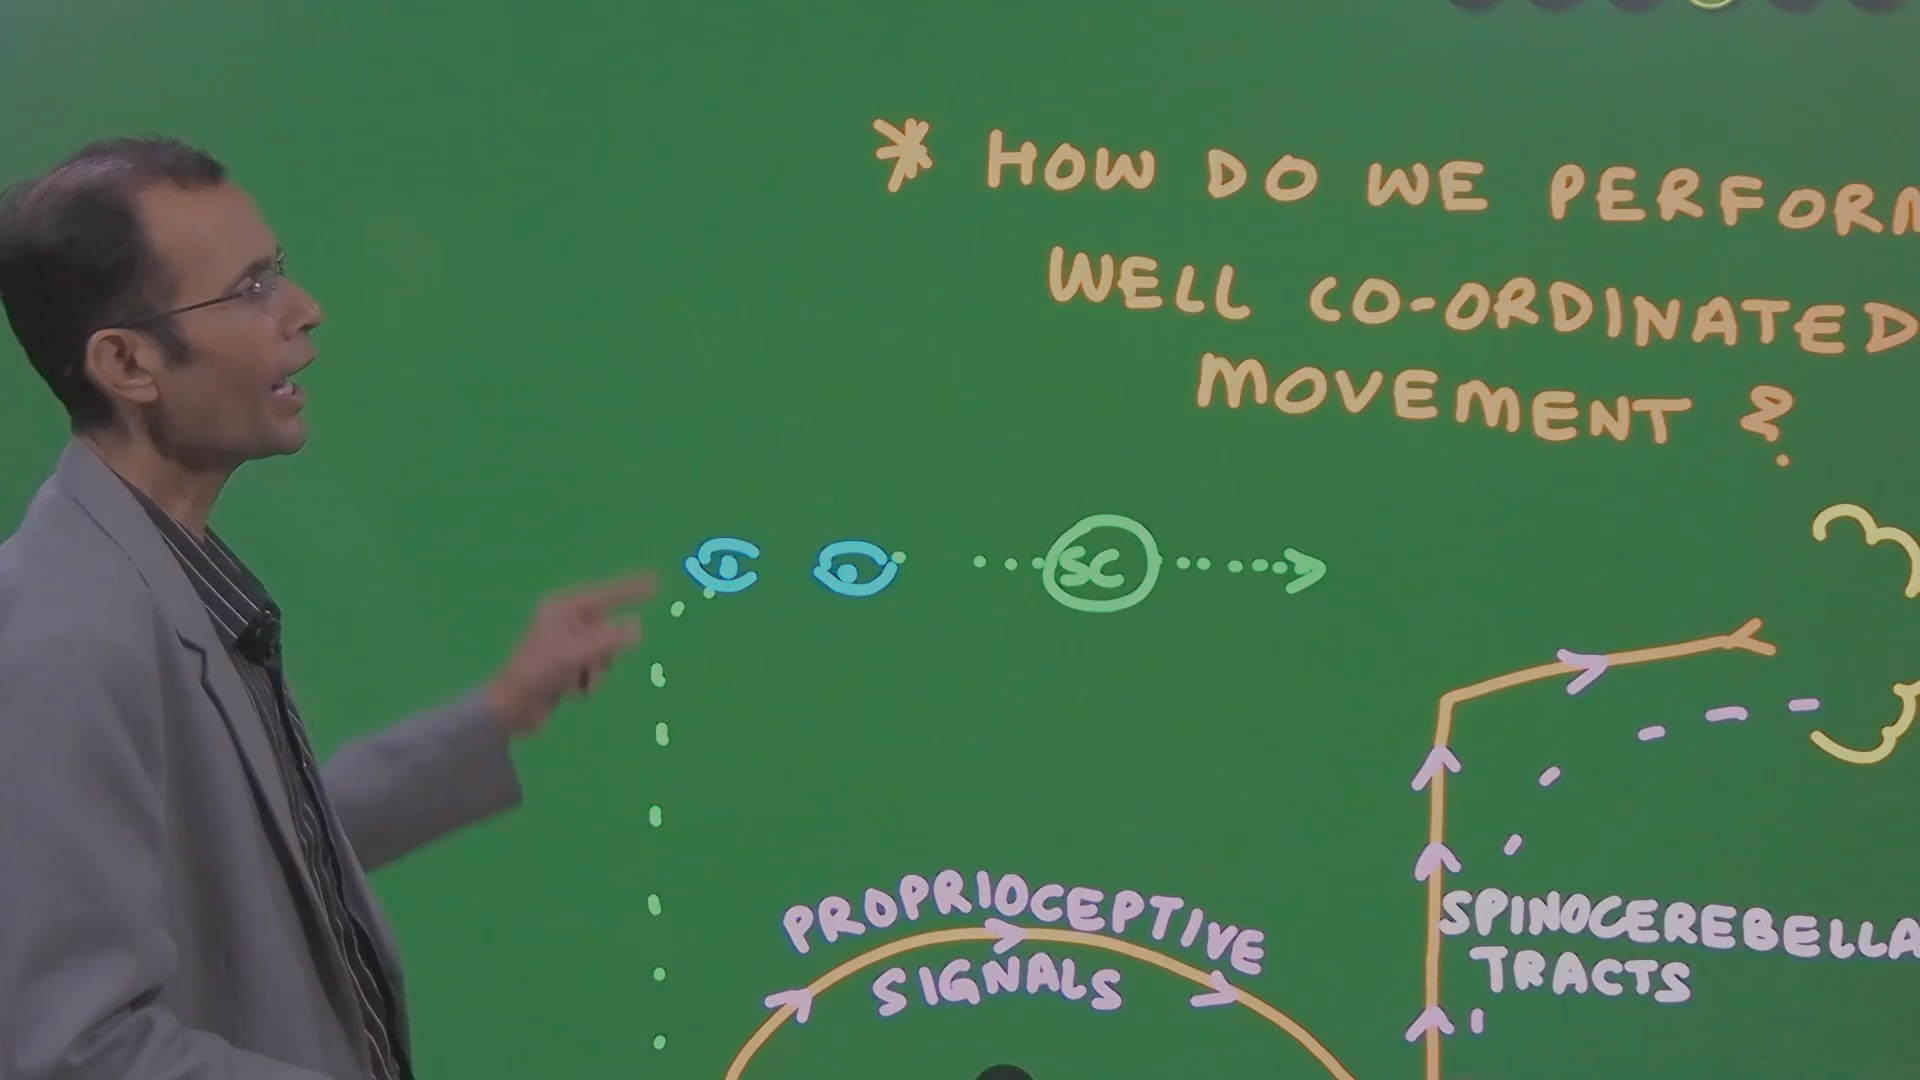 * HOW DO WE PERFORM
WELL CO-ORDINATED
MOVEMENT ?
SC
PROPRIOCEPTIVE
SIGNALS
SPINOCEREBELLA
TRACTS